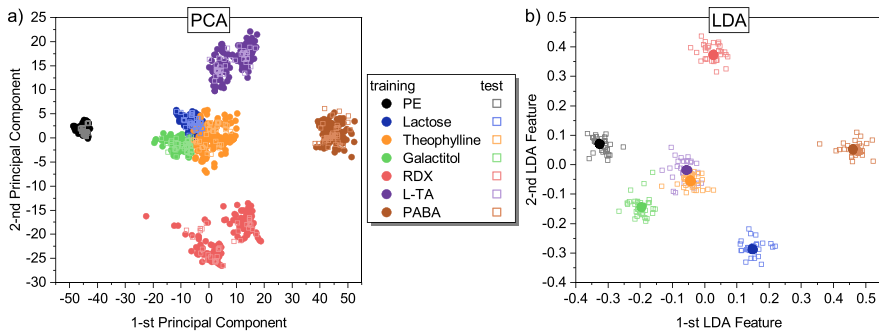 a)
PCA
2-nd Principal Component
25
20
15
10
5
0
-5
-10
-15
-20
-25
-30
-50 -40 -30 -20 -10 0 10 20 30 40 50
1-st Principal Component
training test
PE
Lactose
Theophylline
Galactitol
RDX
L-TA
PABA
b)
LDA
2-nd LDA Feature
0.5
0.4
0.3
0.2
0.1
0.0
-0.1
-0.2
-0.3
-0.4
-0.4 -0.3 -0.2 -0.1 0.0 0.1 0.2 0.3 0.4 0.5
1-st LDA Feature